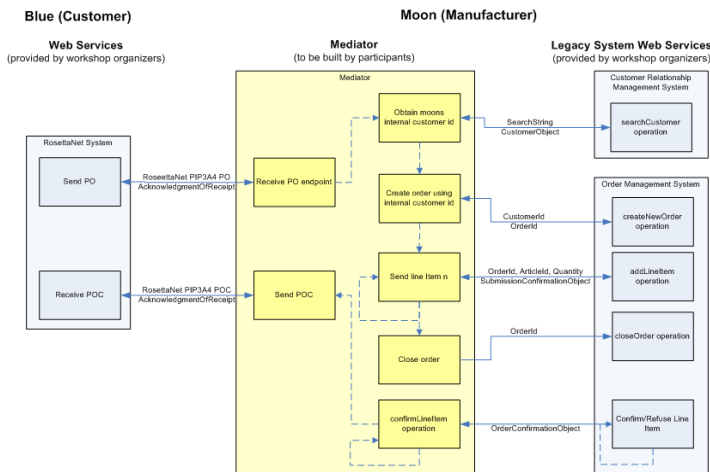 Blue (Customer)
Moon (Manufacturer)
Web Services
(provided by workshop organizers)
Mediator
(to be built by participants)
Legacy System Web Services
(provided by workshop organizers)
Mediator
Customer Relationship
Management System
Obtain moons
internal customer id
SearchString
CustomerObject
searchCustomer
operation
RosettaNet System
Send PO
RoseettaNet PIP3A4 PO
AcknowledgmentOfReceipt
Receive PO endpoint
Create order using
internal customer id
Order Management System
CustomerId
OrderId
createNewOrder
operation
Send line Item n
OrderId, ArticleId, Quantity
SubmissionConfirmationObject
addLineItem
operation
Receive POC
RosettaNet PIP3A4 POC
AcknowledgmentOfReceipt
Send POC
Close order
OrderId
closeOrder operation
confirmLineItem
operation
OrderConfirmationObject
Confirm/Refuse Line
Item